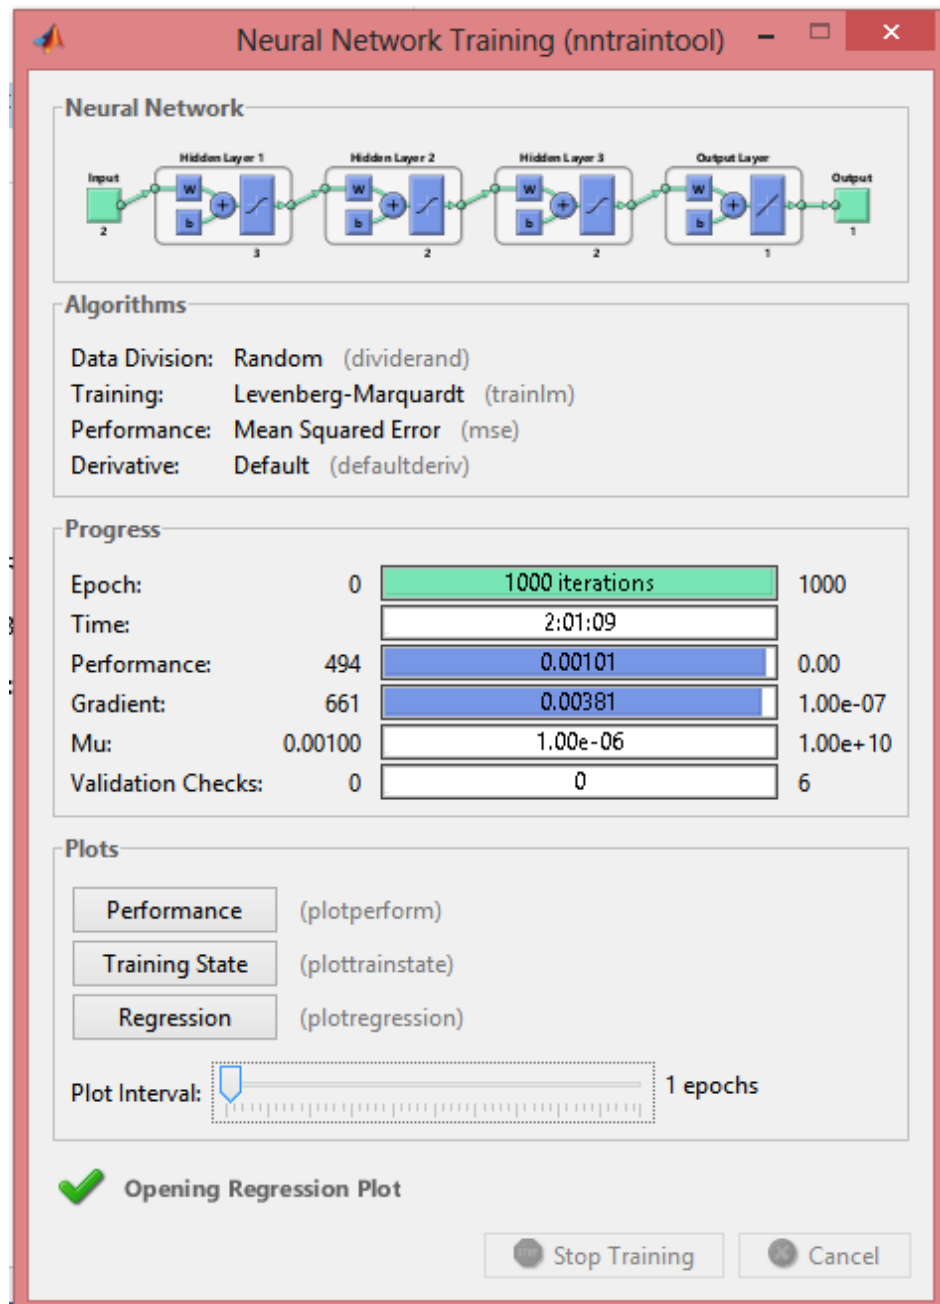 Neural Network Training (nntraintool)
Neural Network
Hidden Layer 1 Hidden Layer 2 Hidden Layer 3 Output Layer
Input Output
W W W W
+ + + +
b b b b
2 3 2 2 1 1
Algorithms
Data Division: Random (dividerand)
Training: Levenberg-Marquardt (trainlm)
Performance: Mean Squared Error (mse)
Derivative: Default (defaultderiv)
Progress
Epoch: 0 1000 iterations 1000
Time: 2:01:09
Performance: 494 0.00101 0.00
Gradient: 661 0.00381 1.00e-07
Mu: 0.00100 1.00e-06 1.00e+10
Validation Checks: 0 0 6
Plots
Performance (plotperform)
Training State (plottrainstate)
Regression (plotregression)
Plot Interval: 1 epochs
Opening Regression Plot
STOP Stop Training Cancel